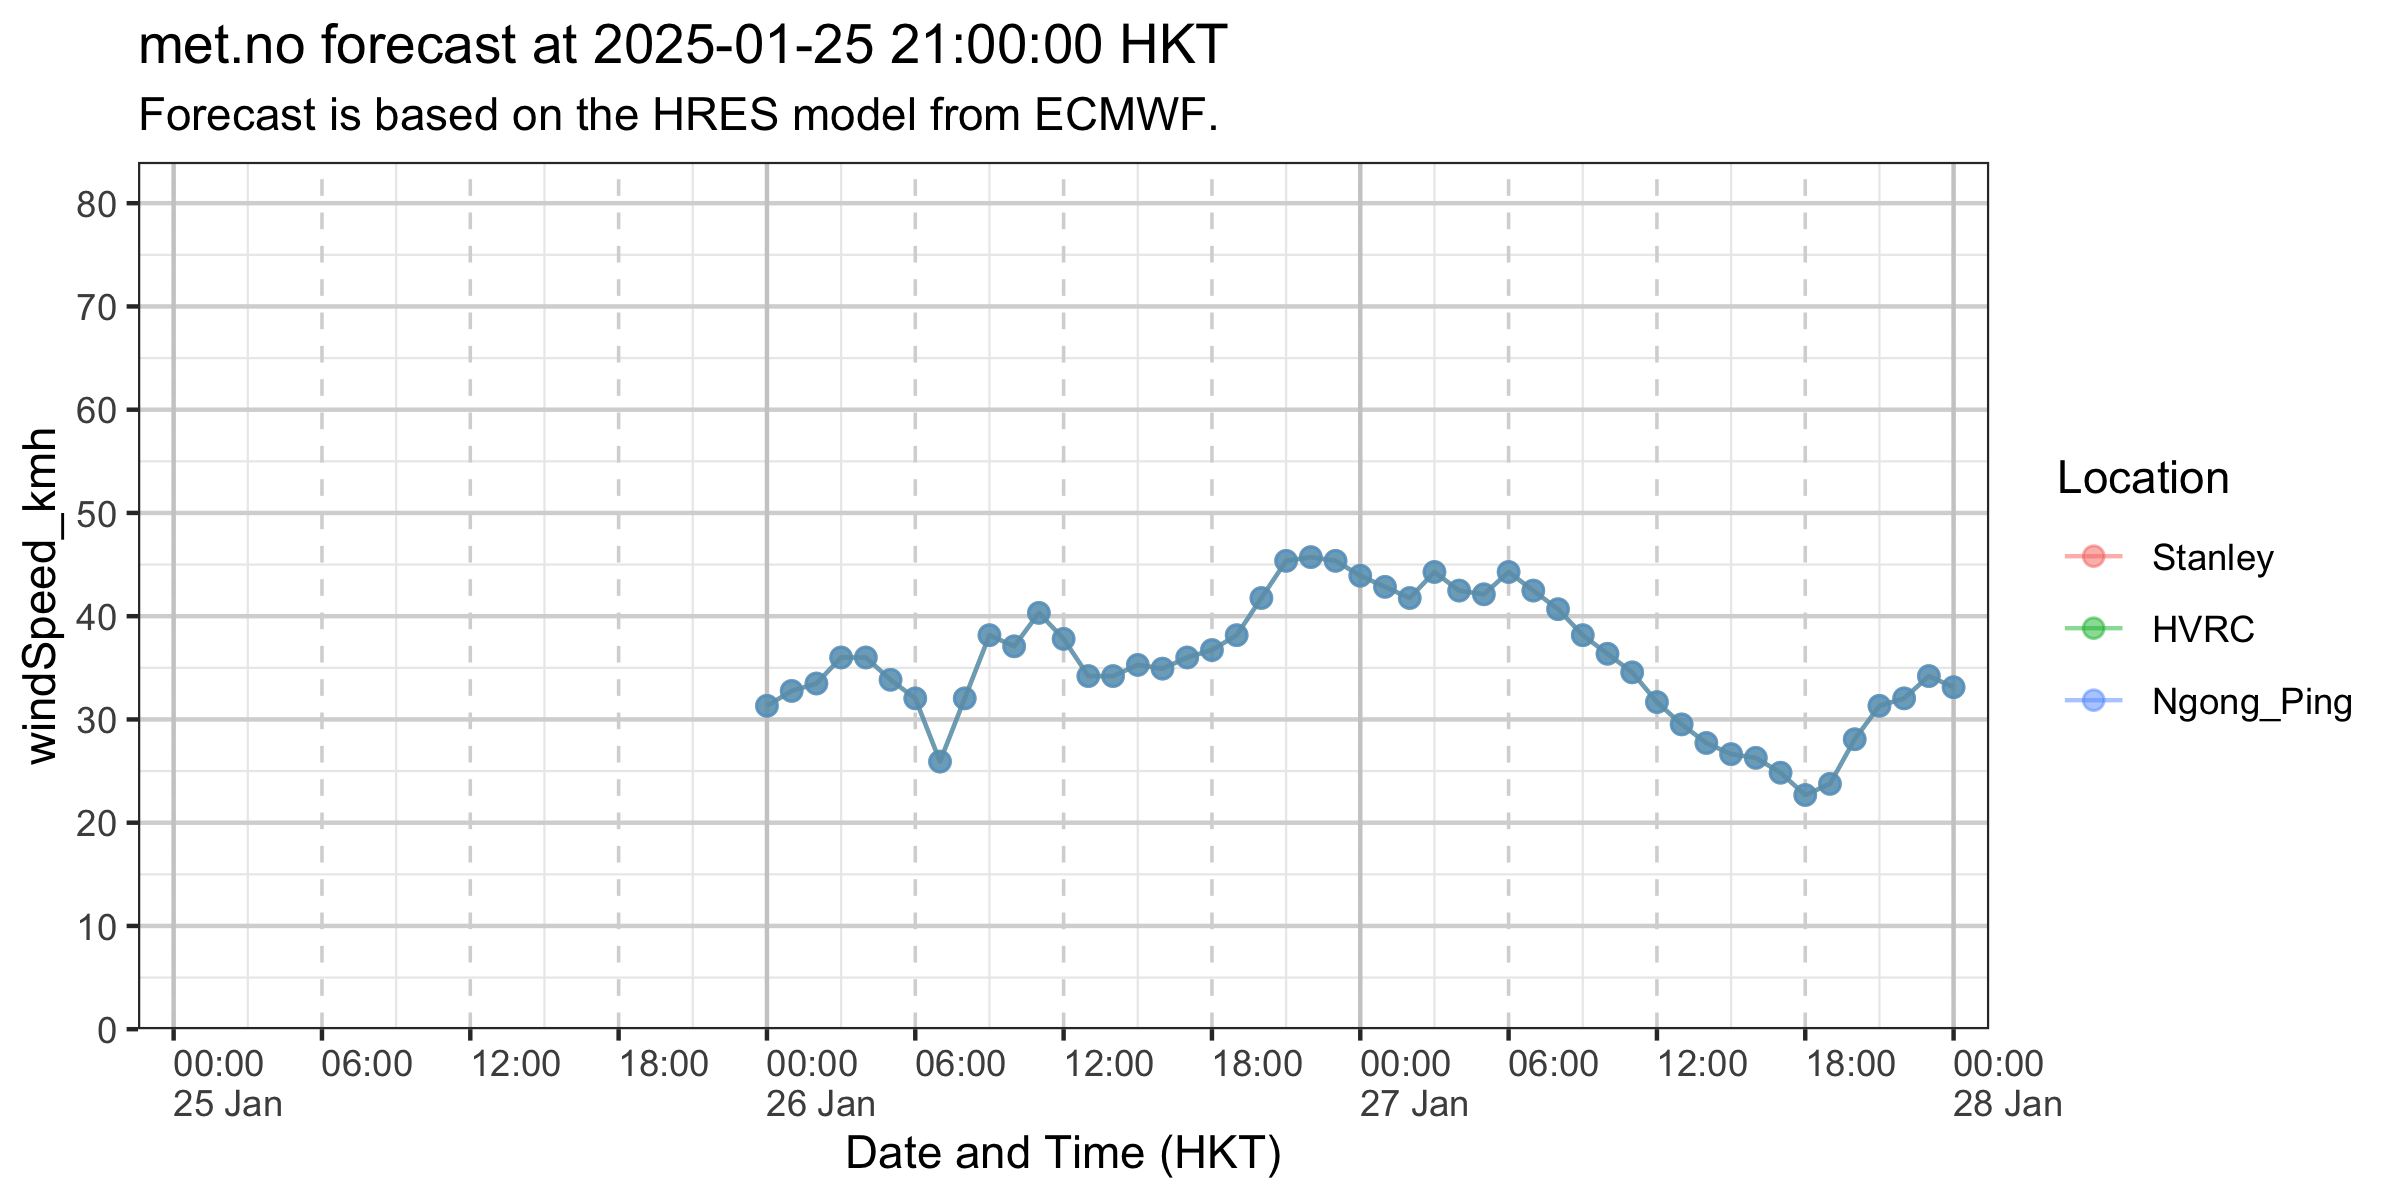 met.no forecast at 2025-01-25 21:00:00 HKT
Forecast is based on the HRES model from ECMWF.
windSpeed_kmh
80
70
60
50
40
30
20
10
0
00:00 06:00 12:00 18:00 00:00 06:00 12:00 18:00 00:00 06:00 12:00 18:00 00:00
25 Jan 26 Jan 27 Jan 28 Jan
Date and Time (HKT)
Location
Stanley
HVRC
Ngong_Ping